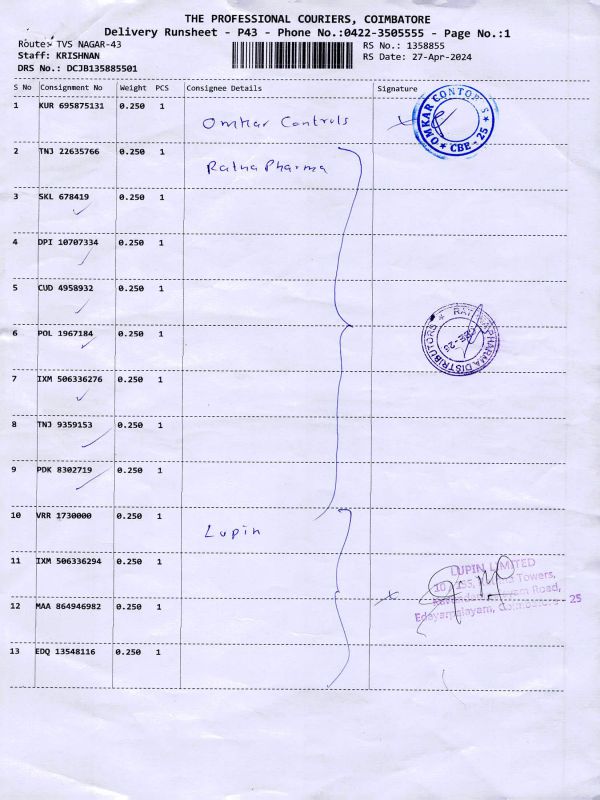 THE PROFESSIONAL COURIERS, COIMBATORE
Delivery Runsheet - P43 - Phone No.:0422-3505555 - Page No.:1
Route: TVS NAGAR-43
RS No.: 1358855
Staff: KRISHNAN
RS Date: 27-Apr-2024
DRS No.: DCJB135885501
S No Consignment No Weight PCS Consignee Details Signature
1 KUR 695875131 0.250 1 Omkar Controls
OMKAR CONTOR S ★ CBE - 25 ★
2 TNJ 22635766 0.250 1 Ratna Pharma
3 SKL 678419 0.250 1
4 DPI 10707334 0.250 1
5 CUD 4958932 0.250 1
6 POL 1967184 0.250 1
PHARMA DISTRIBUTORS
7 IXM 506336276 0.250 1
8 TNJ 9359153 0.250 1
9 PDK 8302719 0.250 1
10 VRR 1730000 0.250 1 Lupin
11 IXM 506336294 0.250 1
LUPIN LIMITED
Towers,
Road,
Edayarpalayam, Coimbatore - 25
12 MAA 864946982 0.250 1
13 EDQ 13548116 0.250 1